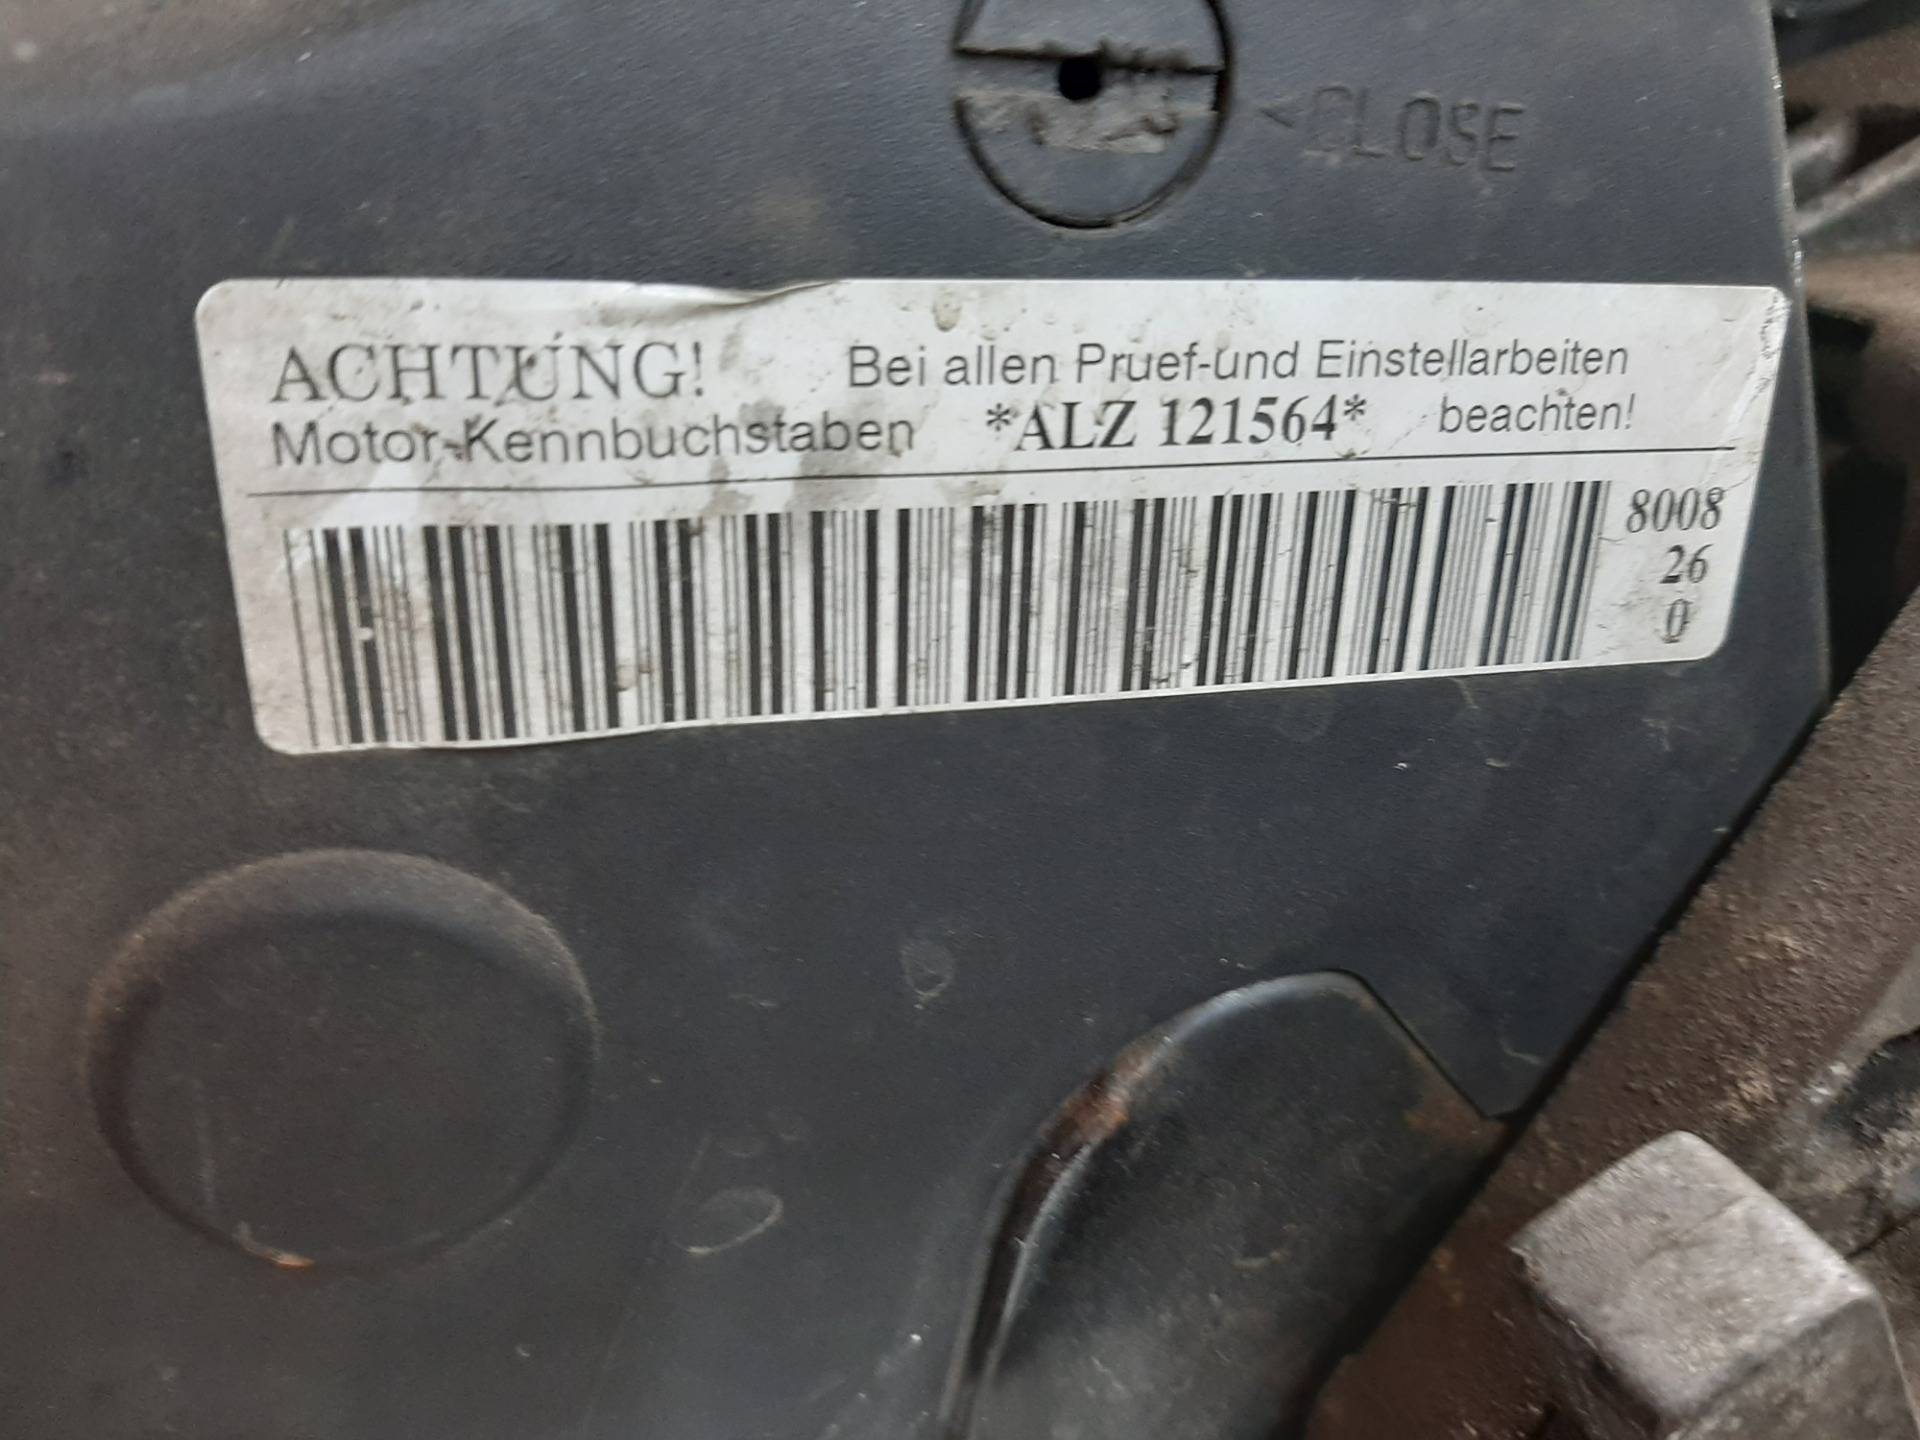 <CLOSE
ACHTUNG! Bei allen Pruef-und Einstellarbeiten
Motor-Kennbuchstaben *ALZ 121564* beachten!
8008
26
0